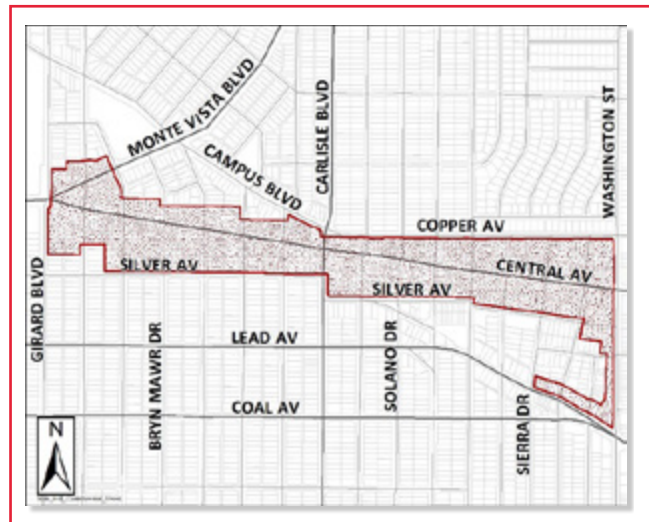 MONTE VISTA BLVD
CAMPUS BLVD
CARLISLE BLVD
WASHINGTON ST
COPPER AV
CENTRAL AV
SILVER AV
SILVER AV
GIRARD BLVD
LEAD AV
BRYN MAWR DR
SOLANO DR
COAL AV
SIERRA DR
N